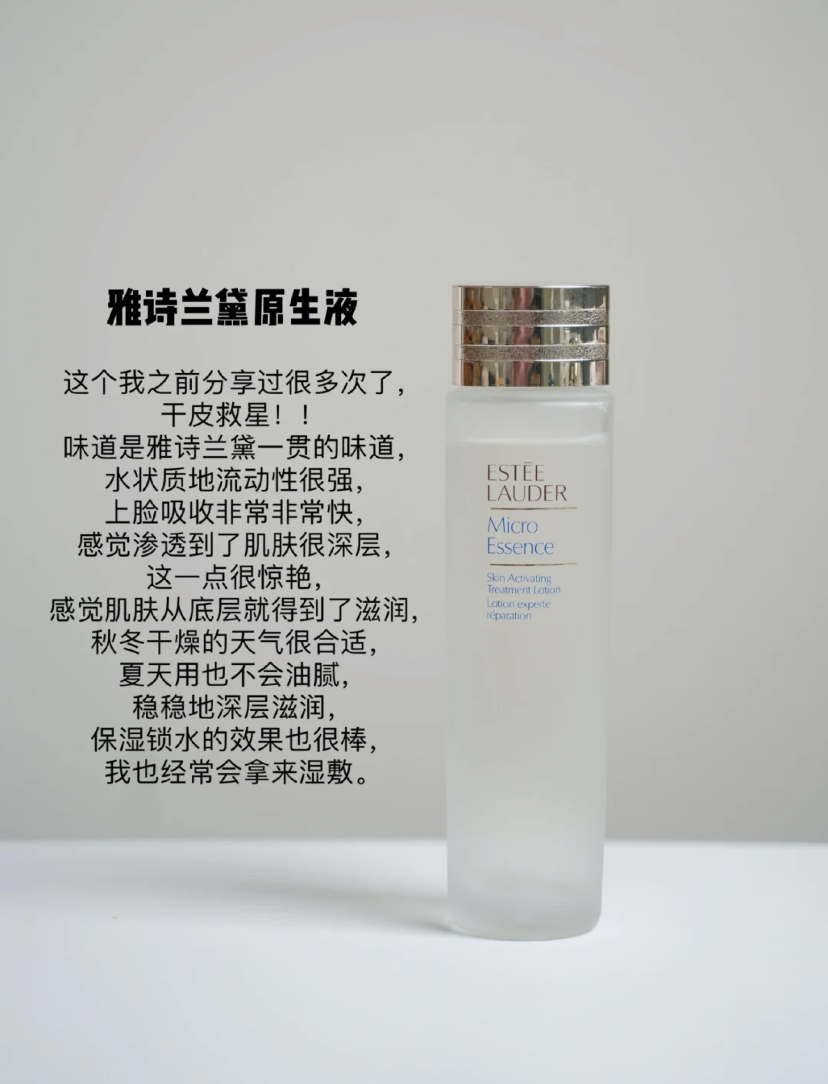 雅诗兰黛原生液
这个我之前分享过很多次了，
干皮救星！！
味道是雅诗兰黛一贯的味道，
水状质地流动性很强，
上脸吸收非常非常快，
感觉渗透到了肌肤很深层，
这一点很惊艳，
感觉肌肤从底层就得到了滋润，
秋冬干燥的天气很合适，
夏天用也不会油腻，
稳稳地深层滋润，
保湿锁水的效果也很棒，
我也经常会拿来湿敷。
ESTĒE
LAUDER
Micro
Essence
Skin Activating
Treatment Lotion
Lotion experte
réparation